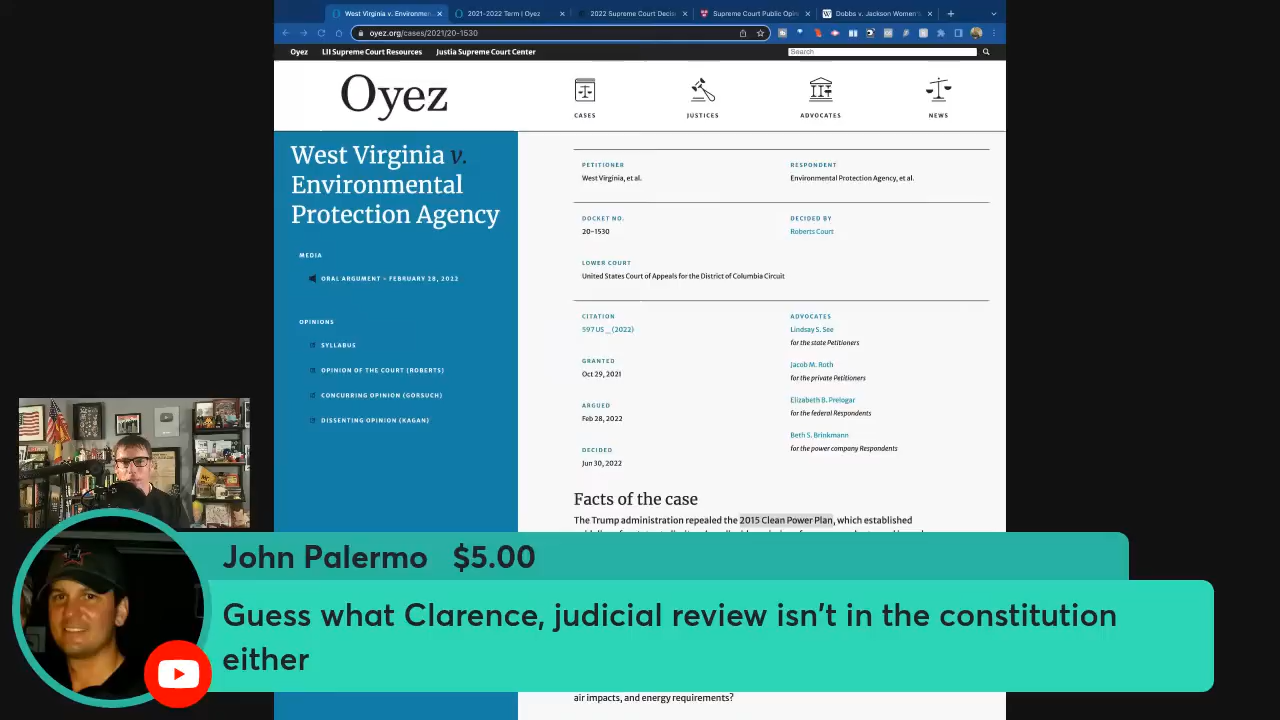 West Virginia v. Environmen
2021-2022 Term | Oyez
2022 Supreme Court Decis
Supreme Court Public Opin
Dobbs v. Jackson Women's
oyez.org/cases/2021/20-1530
Oyez LII Supreme Court Resources Justia Supreme Court Center
Search
Oyez
CASES JUSTICES ADVOCATES NEWS
West Virginia v.
Environmental
Protection Agency
MEDIA
ORAL ARGUMENT - FEBRUARY 28, 2022
OPINIONS
SYLLABUS
OPINION OF THE COURT (ROBERTS)
CONCURRING OPINION (GORSUCH)
DISSENTING OPINION (KAGAN)
PETITIONER
West Virginia, et al.
RESPONDENT
Environmental Protection Agency, et al.
DOCKET NO.
20-1530
DECIDED BY
Roberts Court
LOWER COURT
United States Court of Appeals for the District of Columbia Circuit
CITATION
597 US _ (2022)
GRANTED
Oct 29, 2021
ARGUED
Feb 28, 2022
DECIDED
Jun 30, 2022
ADVOCATES
Lindsay S. See
for the state Petitioners
Jacob M. Roth
for the private Petitioners
Elizabeth B. Prelogar
for the federal Respondents
Beth S. Brinkmann
for the power company Respondents
Facts of the case
The Trump administration repealed the 2015 Clean Power Plan, which established
John Palermo $5.00
Guess what Clarence, judicial review isn't in the constitution
either
air impacts, and energy requirements?